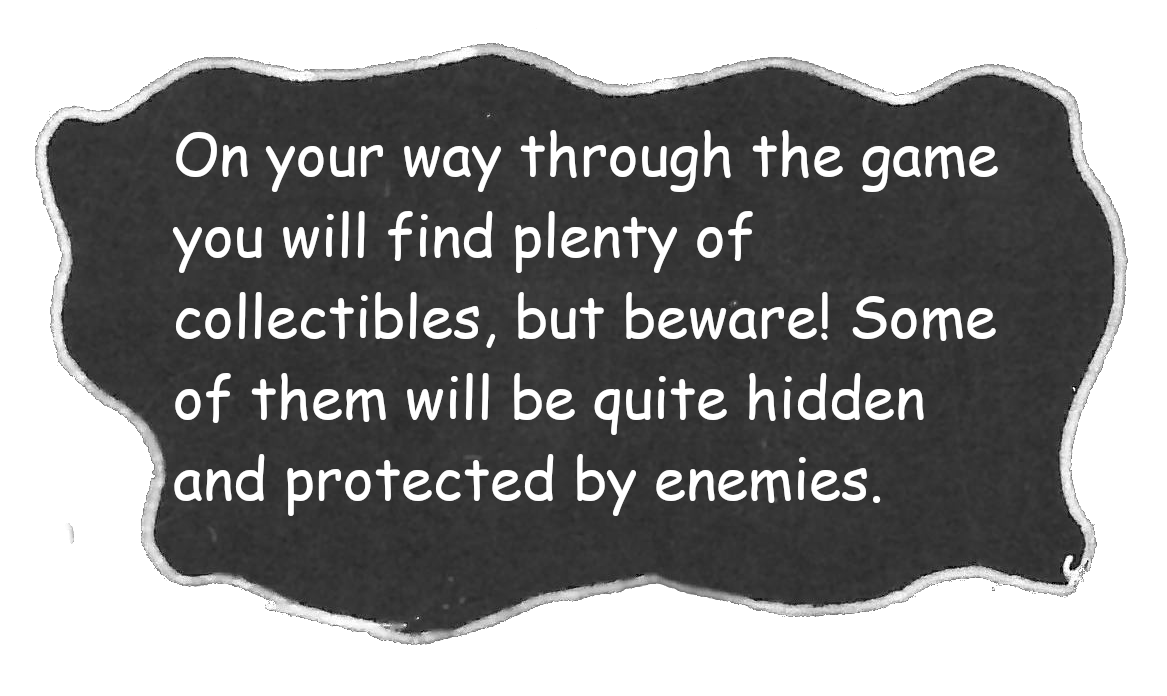 On your way through the game
you will find plenty of
collectibles, but beware! Some
of them will be quite hidden
and protected by enemies.